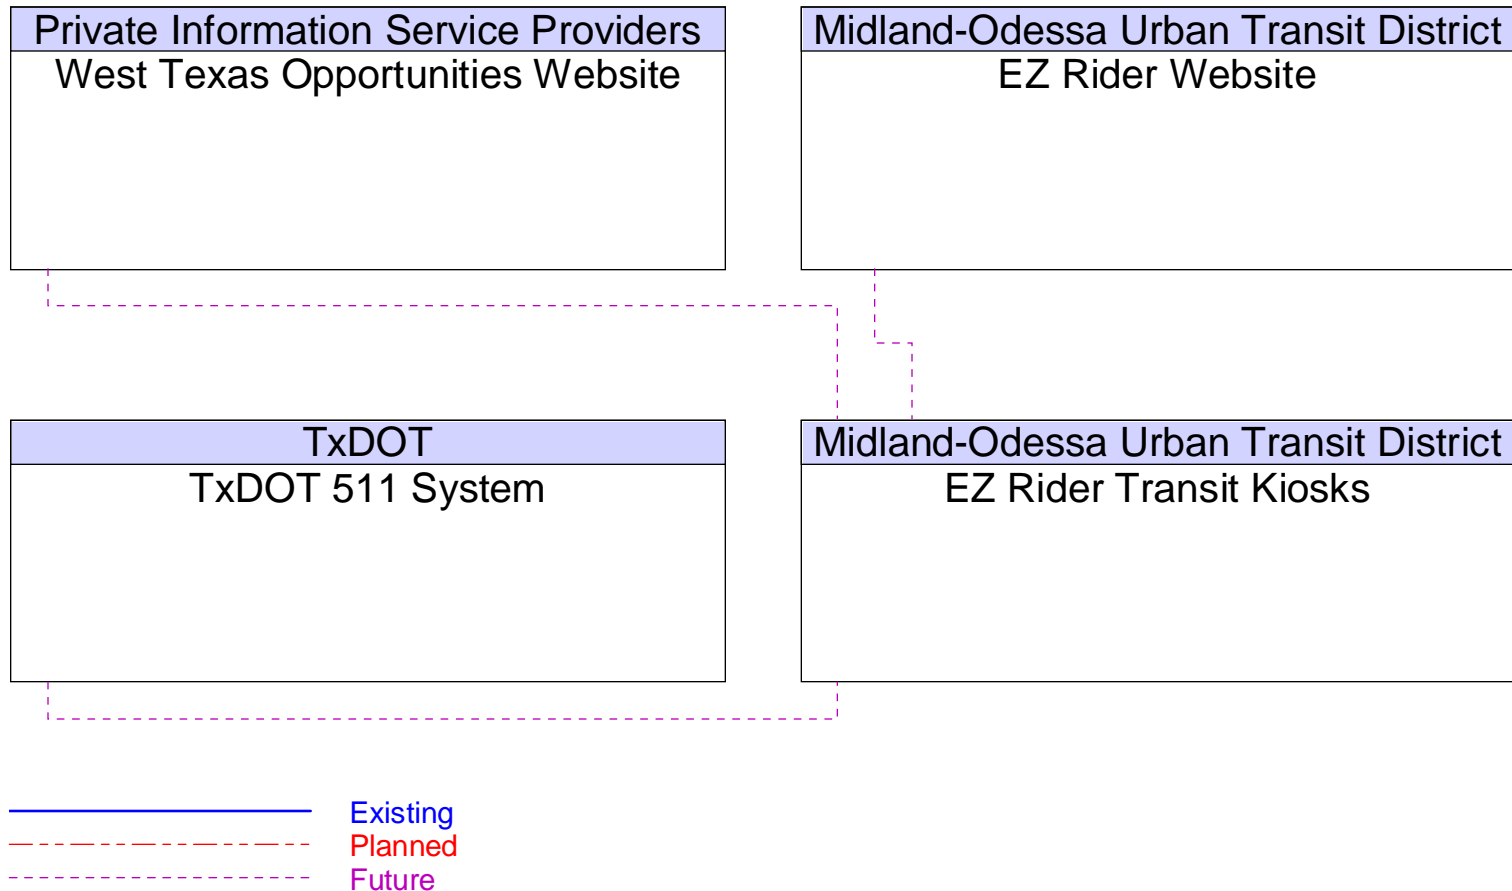 Private Information Service Providers
West Texas Opportunities Website
Midland-Odessa Urban Transit District
EZ Rider Website
TxDOT
TxDOT 511 System
Midland-Odessa Urban Transit District
EZ Rider Transit Kiosks
Existing
Planned
Future